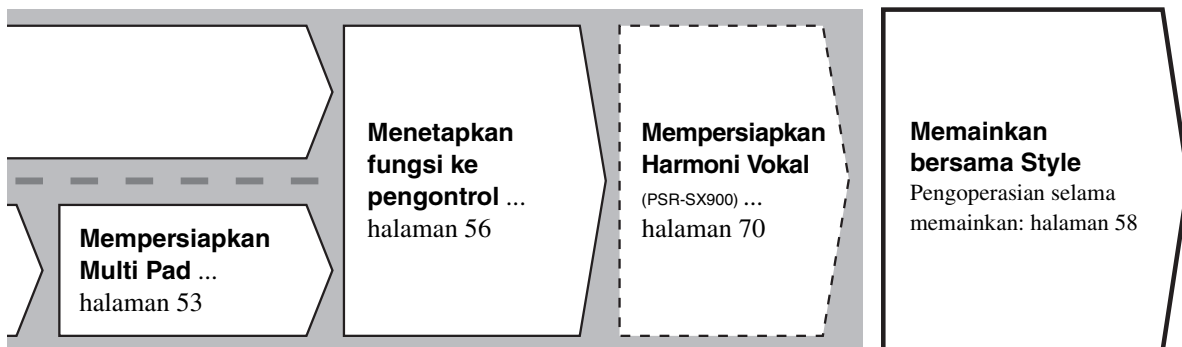 Mempersiapkan
Multi Pad ...
halaman 53
Menetapkan
fungsi ke
pengontrol ...
halaman 56
Mempersiapkan
Harmoni Vokal
(PSR-SX900) ...
halaman 70
Memainkan
bersama Style
Pengoperasian selama
memainkan: halaman 58